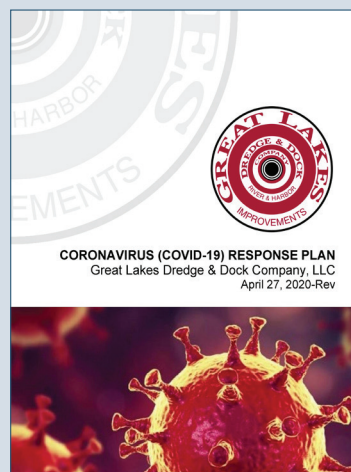 HARBOR
EMENTS
GREAT LAKES
DREDGE & DOCK
COMPANY
RIVER & HARBOR
IMPROVEMENTS
CORONAVIRUS (COVID-19) RESPONSE PLAN
Great Lakes Dredge & Dock Company, LLC
April 27, 2020-Rev